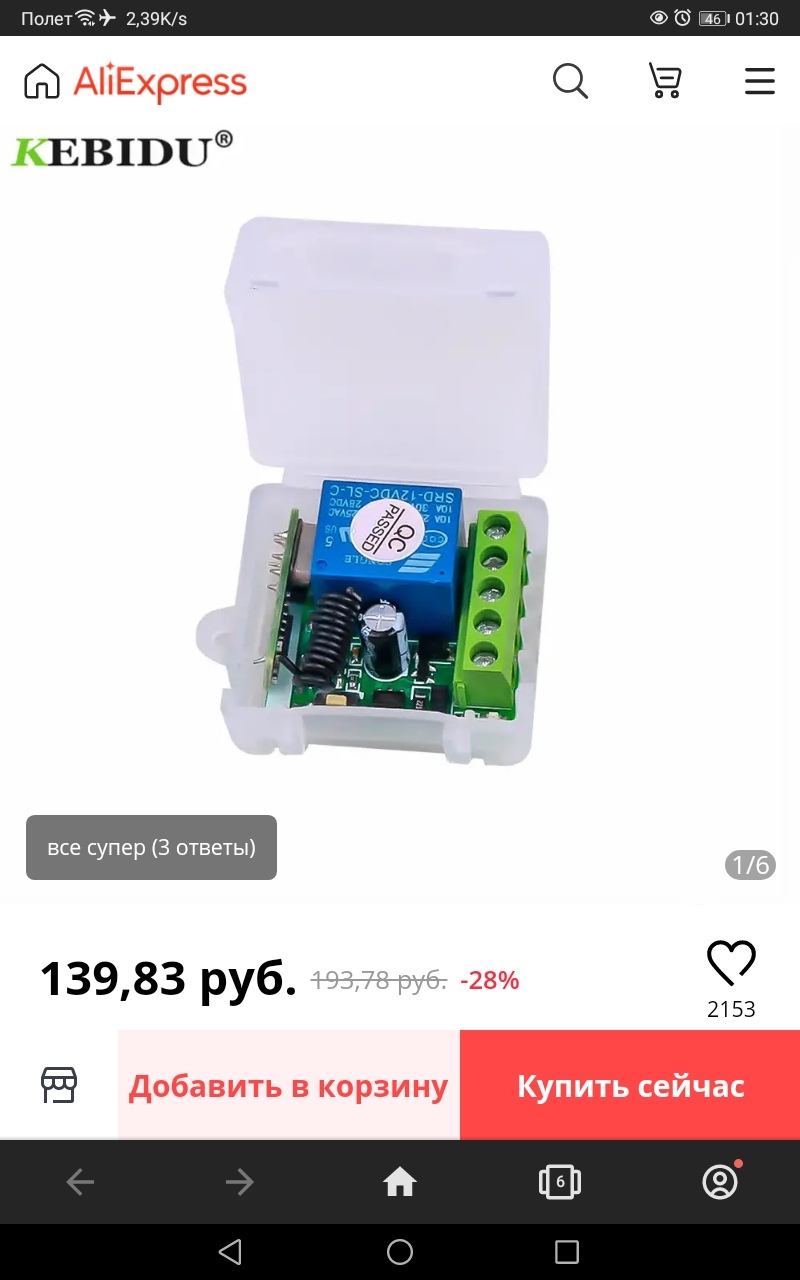 Полет 2,39K/s 46 01:30
AliExpress
KEBIDU®
SRD-12VDC-SL-C
QC
PASSED
все супер (3 ответы)
1/6
139,83 руб. 193,78 руб. -28%
2153
Добавить в корзину
Купить сейчас
6